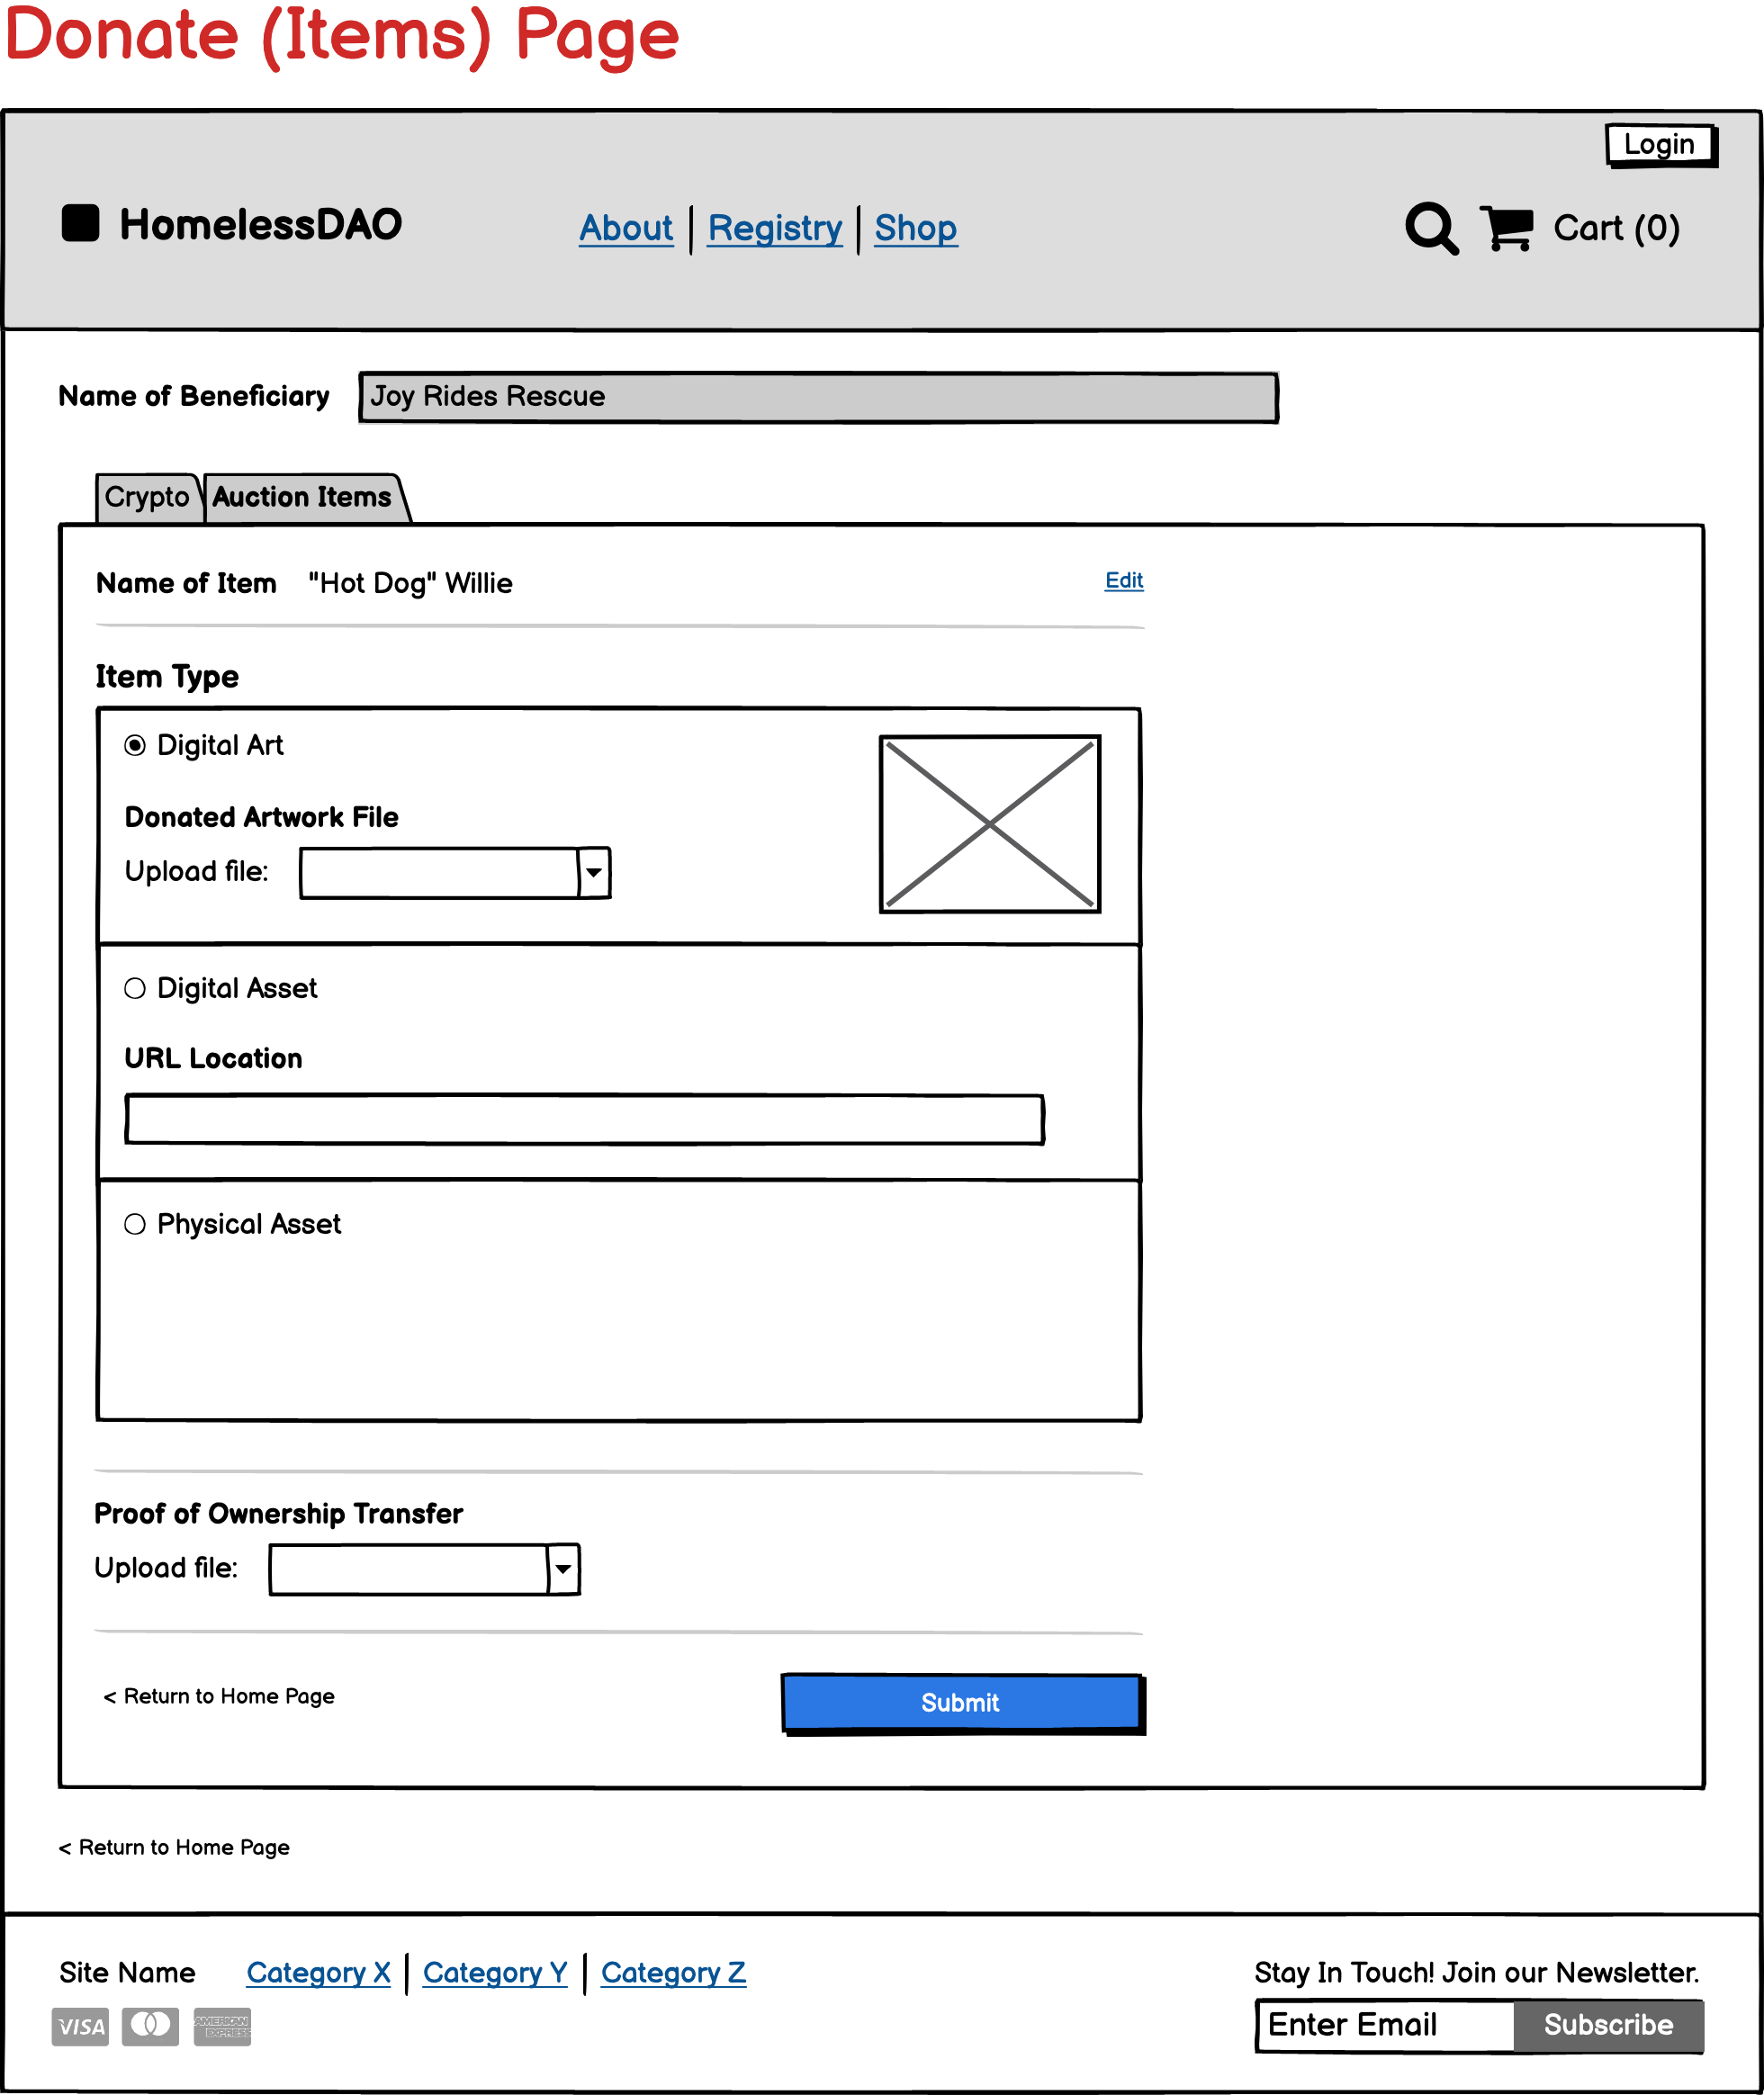 Donate (Items) Page
Login
HomelessDAO
About Registry Shop
Cart (0)
Name of Beneficiary Joy Rides Rescue
Crypto Auction Items
Name of Item "Hot Dog" Willie Edit
Item Type
Digital Art
Donated Artwork File
Upload file:
Digital Asset
URL Location
Physical Asset
Proof of Ownership Transfer
Upload file:
< Return to Home Page Submit
< Return to Home Page
Site Name Category X Category Y Category Z
Stay In Touch! Join our Newsletter.
VISA AMERICAN EXPRESS
Enter Email Subscribe